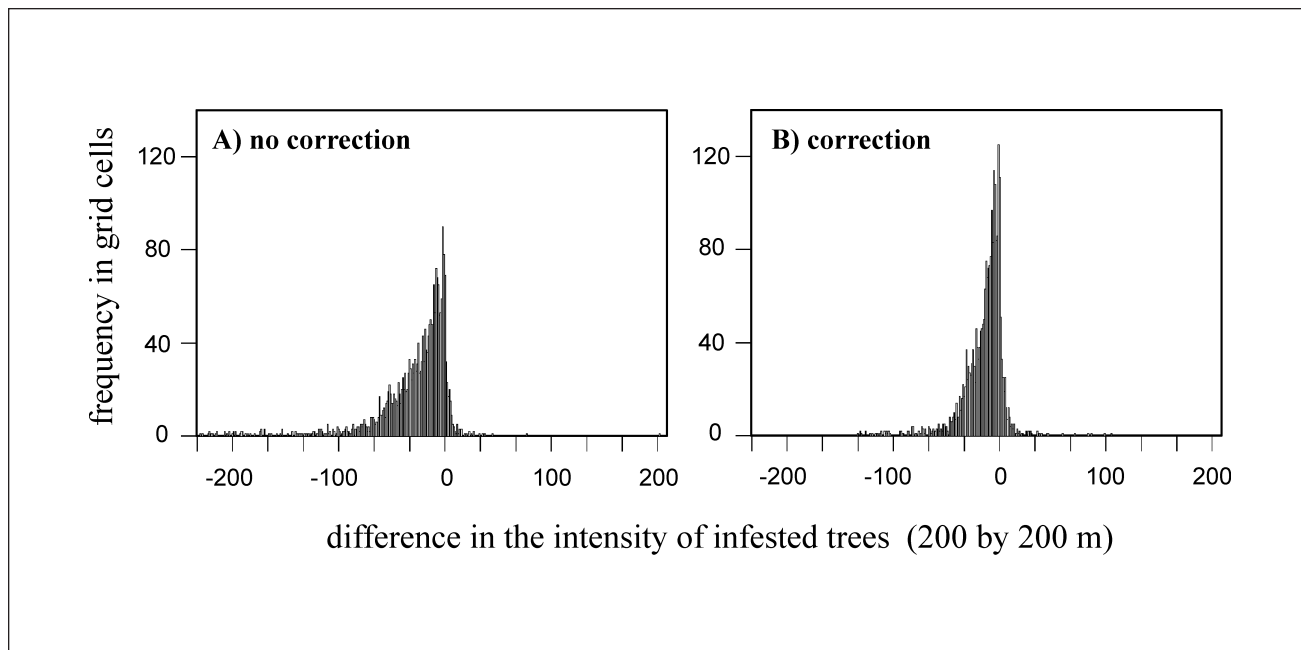 A) no correction
120
80
40
0
-200 -100 0 100 200
frequency in grid cells
B) correction
120
80
40
0
-200 -100 0 100 200
difference in the intensity of infested trees (200 by 200 m)